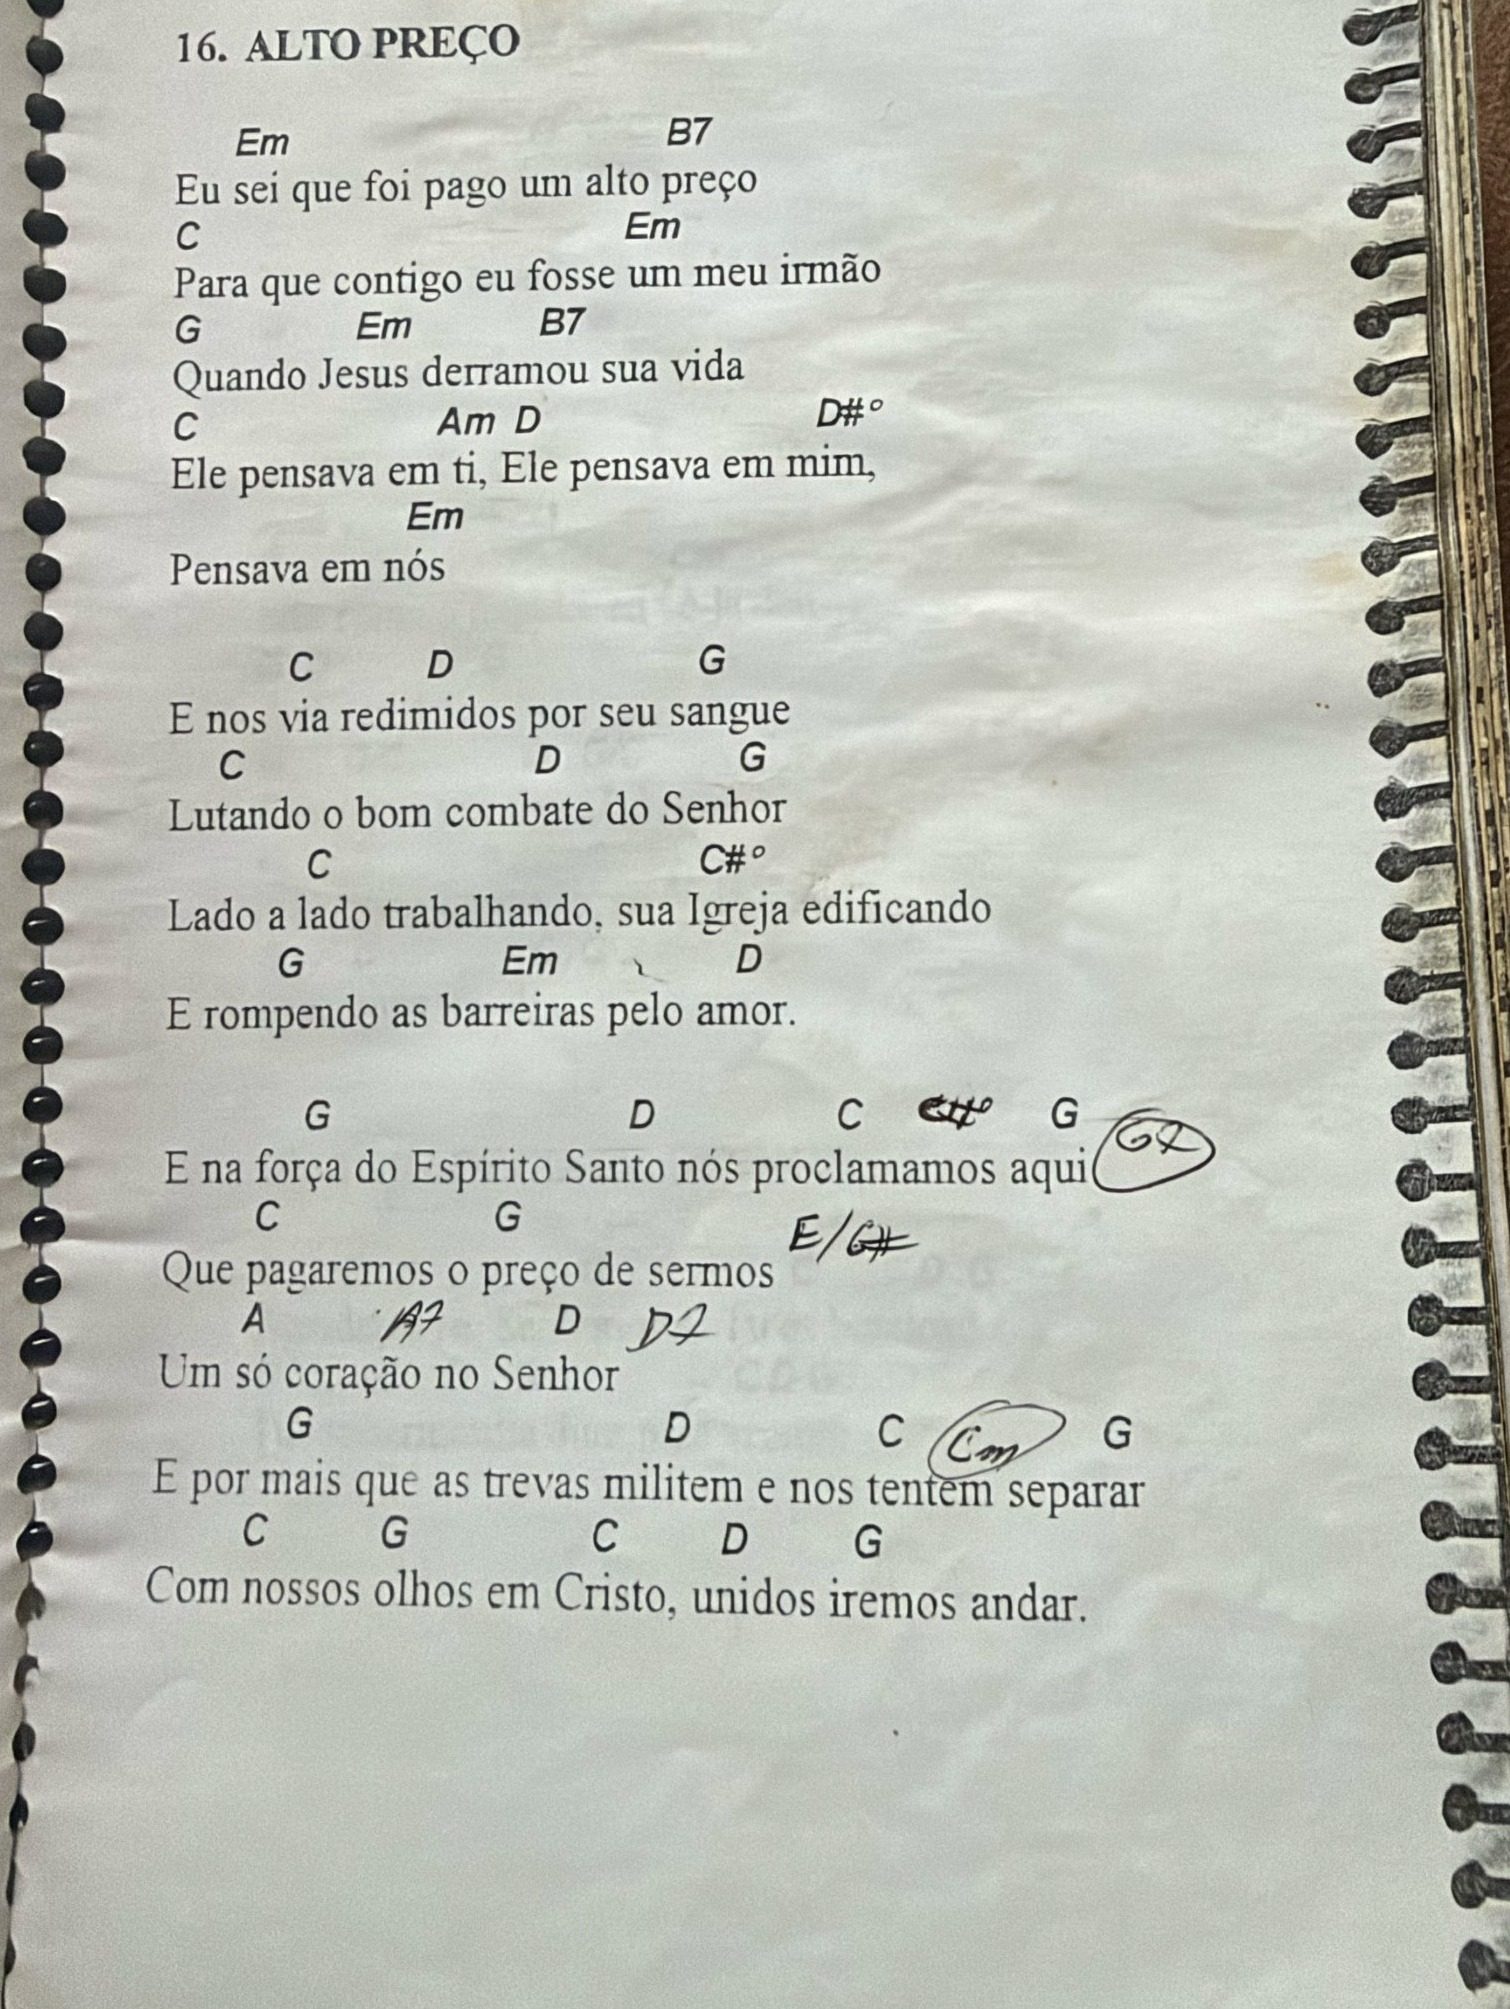 16. ALTO PREÇO
Em B7
Eu sei que foi pago um alto preço
C Em
Para que contigo eu fosse um meu irmão
G Em B7
Quando Jesus derramou sua vida
C Am D D#°
Ele pensava em ti, Ele pensava em mim,
Em
Pensava em nós
C D G
E nos via redimidos por seu sangue
C D G
Lutando o bom combate do Senhor
C C#°
Lado a lado trabalhando, sua Igreja edificando
G Em D
E rompendo as barreiras pelo amor.
G D C C#° G G7
E na força do Espírito Santo nós proclamamos aqui
C G E/G#
Que pagaremos o preço de sermos
A A7 D D7
Um só coração no Senhor
G D C Cm G
E por mais que as trevas militem e nos tentem separar
C G C D G
Com nossos olhos em Cristo, unidos iremos andar.